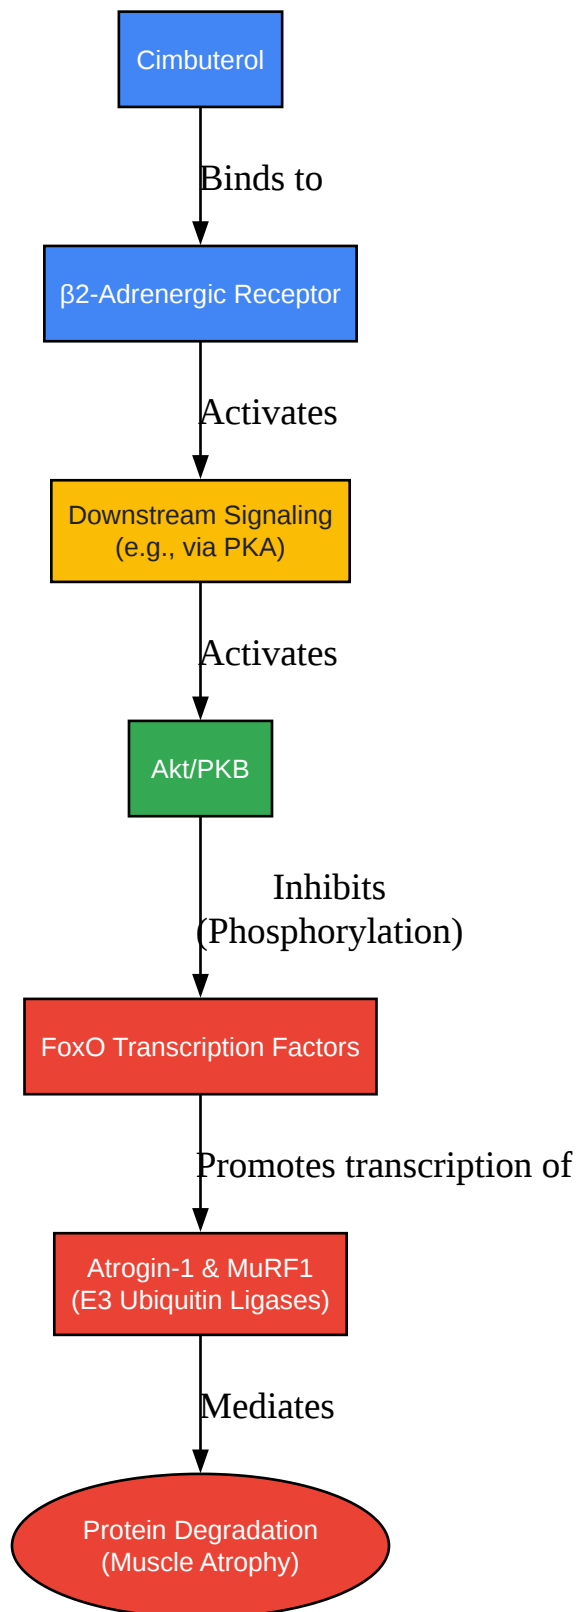 Cimbuterol
Binds to
β2-Adrenergic Receptor
Activates
Downstream Signaling
(e.g., via PKA)
Activates
Akt/PKB
Inhibits
(Phosphorylation)
FoxO Transcription Factors
Promotes transcription of
Atrogin-1 & MuRF1
(E3 Ubiquitin Ligases)
Mediates
Protein Degradation
(Muscle Atrophy)